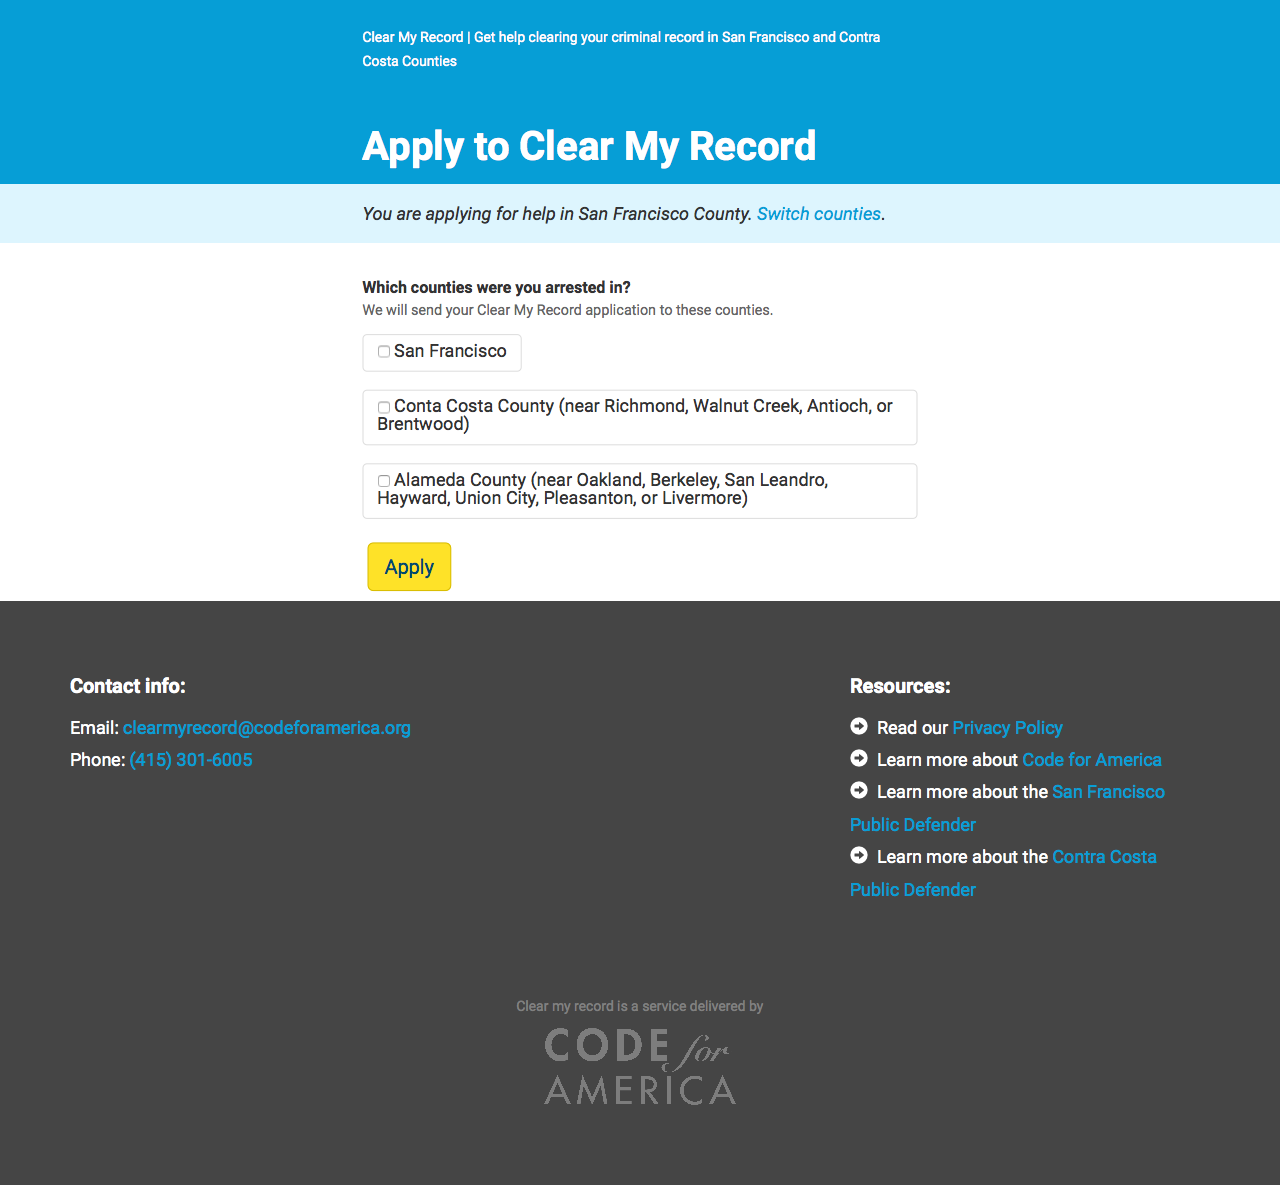 Clear My Record | Get help clearing your criminal record in San Francisco and Contra
Costa Counties
Apply to Clear My Record
You are applying for help in San Francisco County. Switch counties.
Which counties were you arrested in?
We will send your Clear My Record application to these counties.
San Francisco
Conta Costa County (near Richmond, Walnut Creek, Antioch, or
Brentwood)
Alameda County (near Oakland, Berkeley, San Leandro,
Hayward, Union City, Pleasanton, or Livermore)
Apply
Contact info:
Email: clearmyrecord@codeforamerica.org
Phone: (415) 301-6005
Resources:
Read our Privacy Policy
Learn more about Code for America
Learn more about the San Francisco
Public Defender
Learn more about the Contra Costa
Public Defender
Clear my record is a service delivered by
CODE for
AMERICA